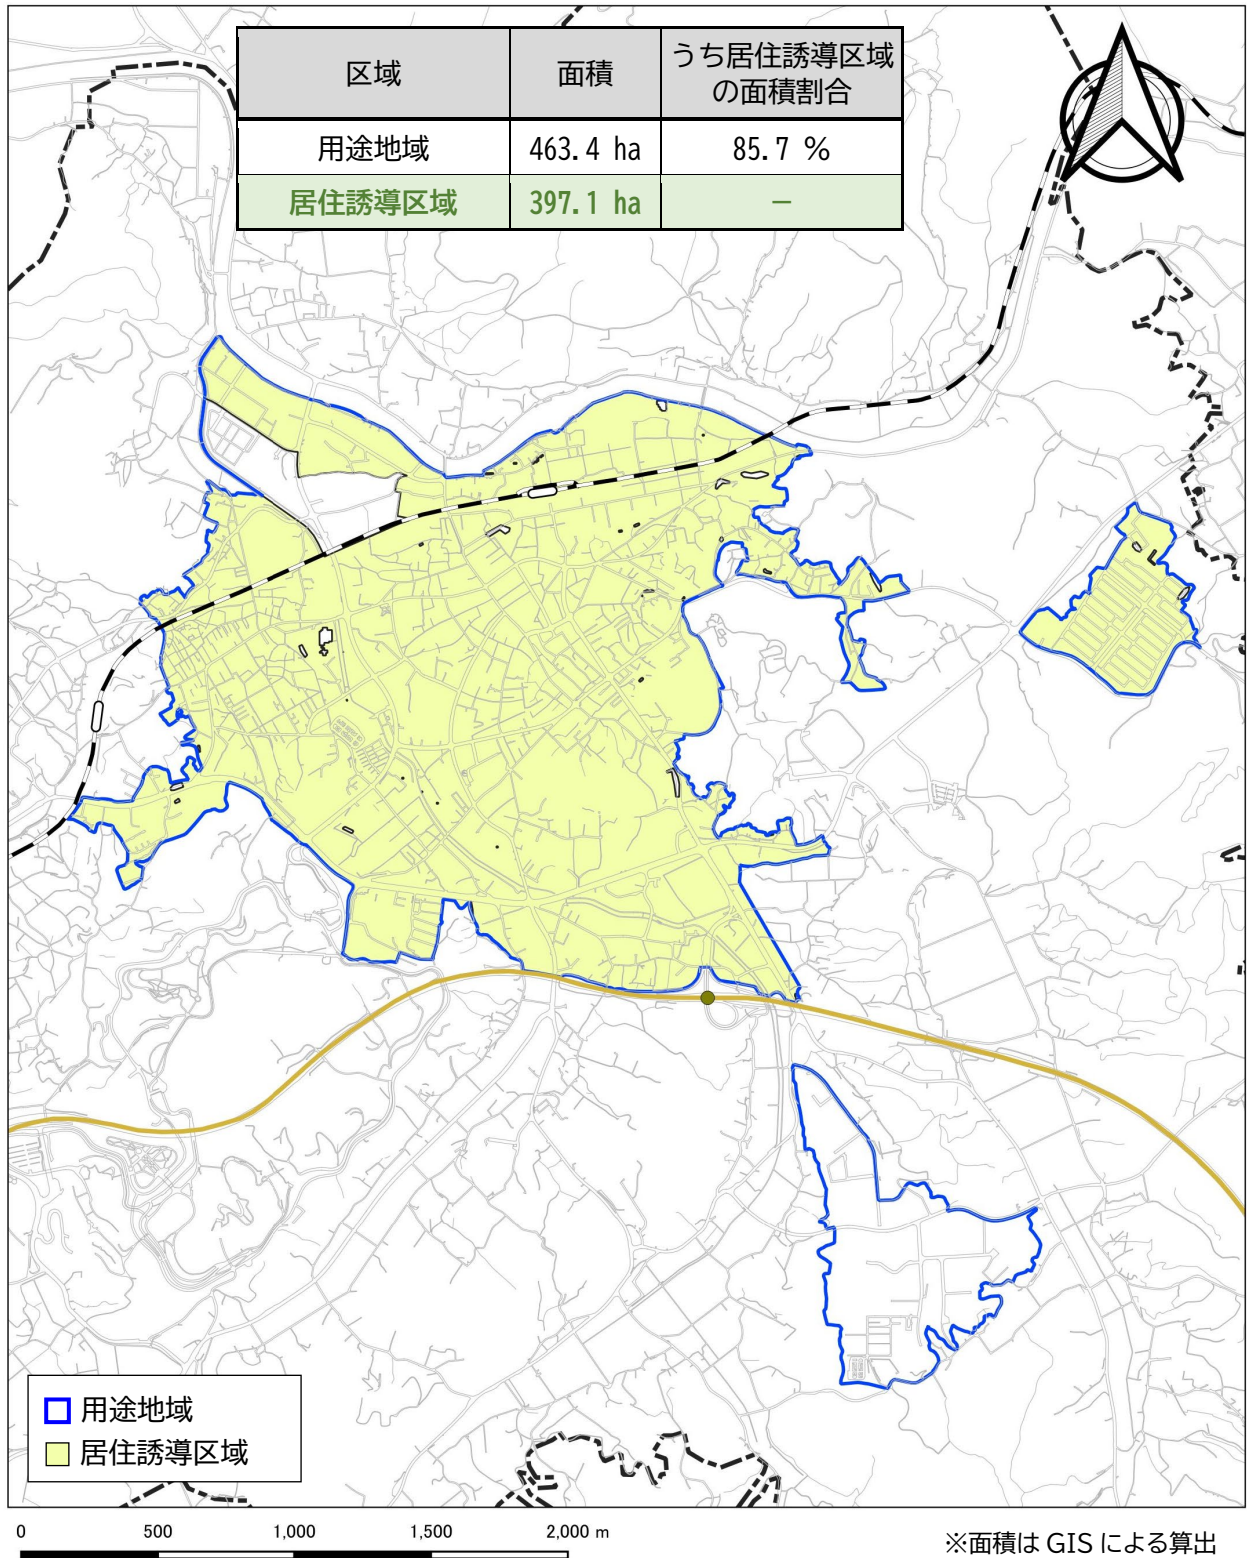 区域 面積 うち居住誘導区域
の面積割合
用途地域 463.4 ha 85.7 %
居住誘導区域 397.1 ha －
用途地域
居住誘導区域
0 500 1,000 1,500 2,000 m
※面積は GIS による算出